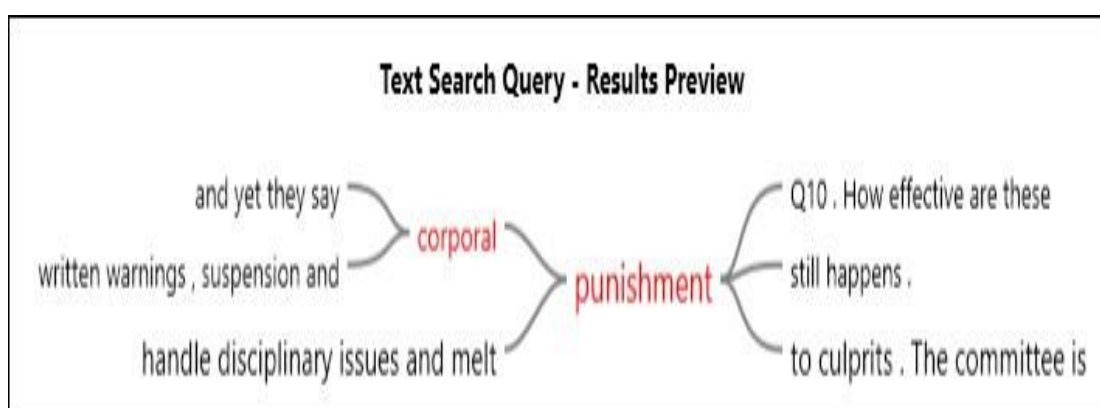 Text Search Query - Results Preview
and yet they say
written warnings , suspension and
corporal
handle disciplinary issues and melt
punishment
Q10 . How effective are these
still happens .
to culprits . The committee is